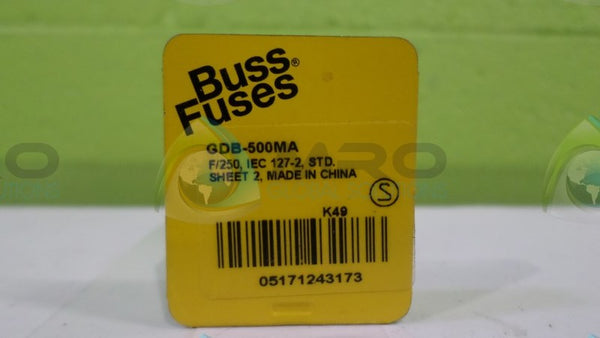 Buss®
Fuses
GDB-500MA
F/250, IEC 127-2, STD.
SHEET 2, MADE IN CHINA
S
K49
05171243173